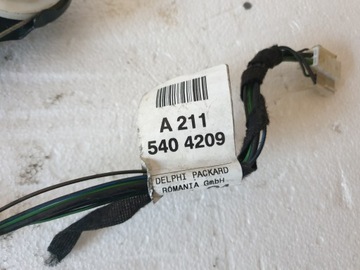 A 211
540 4209
DELPHI PACKARD
ROMANIA GmbH